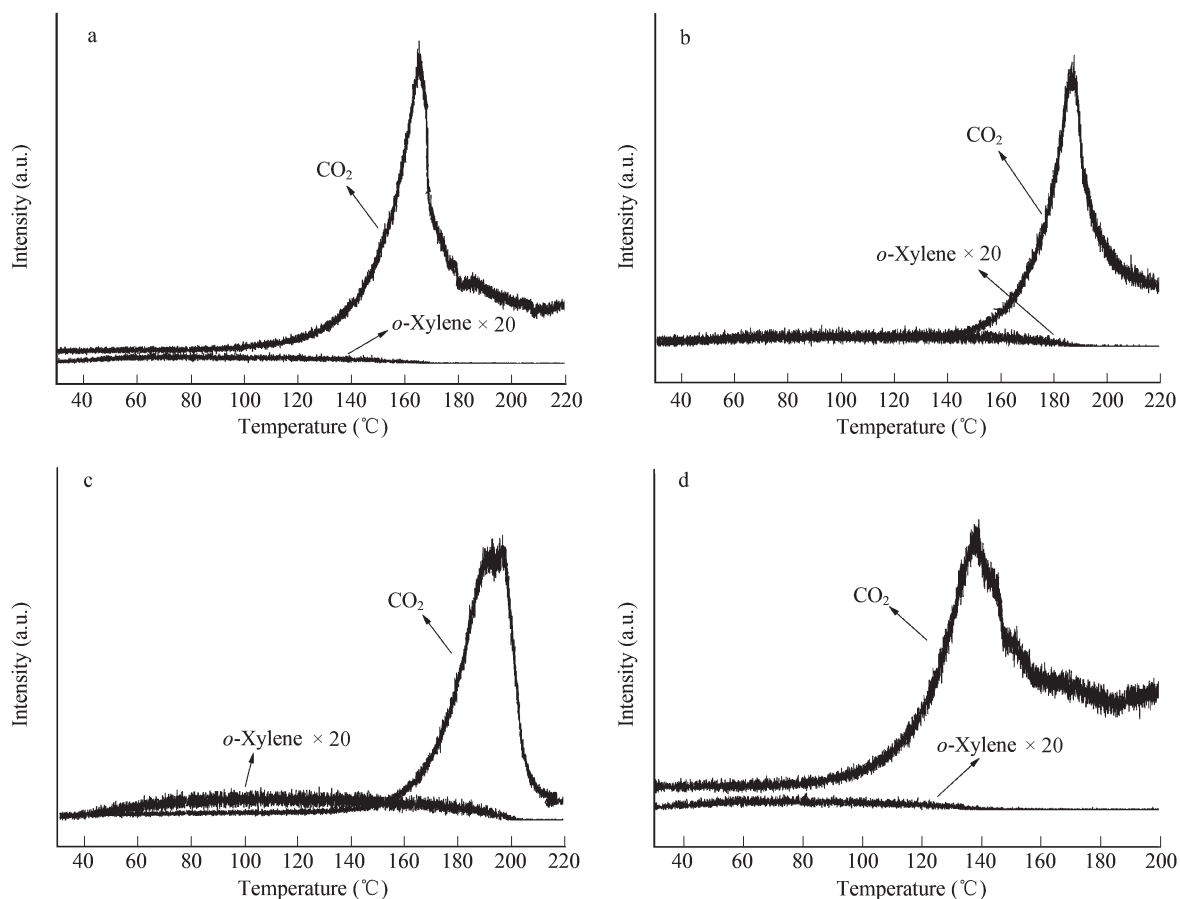 a
Intensity (a.u.)
CO₂
o-Xylene × 20
40 60 80 100 120 140 160 180 200 220
Temperature (℃)
b
Intensity (a.u.)
CO₂
o-Xylene × 20
40 60 80 100 120 140 160 180 200 220
Temperature (℃)
c
Intensity (a.u.)
CO₂
o-Xylene × 20
40 60 80 100 120 140 160 180 200 220
Temperature (℃)
d
Intensity (a.u.)
CO₂
o-Xylene × 20
40 60 80 100 120 140 160 180 200
Temperature (℃)